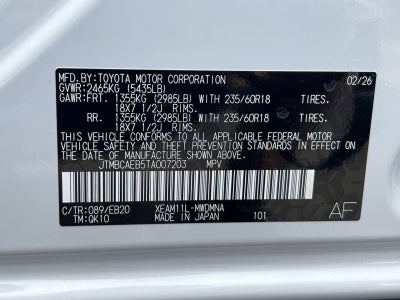 MFD.BY:TOYOTA MOTOR CORPORATION 02/26
GVWR:2465KG (5435LB)
GAWR:FRT. 1355KG (2985LB) WITH 235/60R18 TIRES.
18X7 1/2J RIMS.
RR. 1355KG (2985LB) WITH 235/60R18 TIRES.
18X7 1/2J RIMS.
THIS VEHICLE CONFORMS TO ALL APPLICABLE FEDERAL MOTOR
VEHICLE SAFETY STANDARDS IN EFFECT ON THE DATE OF
MANUFACTURE SHOWN ABOVE.
JTMBCAEB5TA007203 MPV
C/TR:089/EB20 XEAM11L-MWDMNA
TM:QK10 MADE IN JAPAN 101 AF